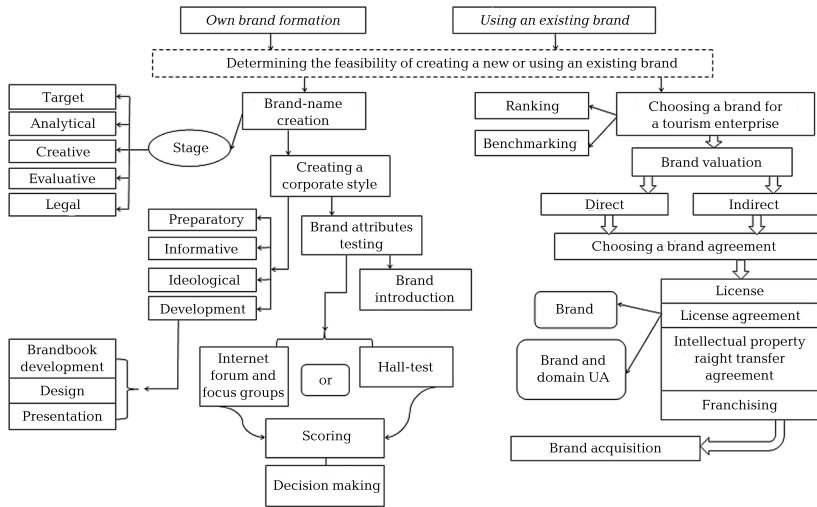 Own brand formation
Using an existing brand
Determining the feasibility of creating a new or using an existing brand
Target
Analytical
Creative
Evaluative
Legal
Stage
Brand-name
creation
Creating a
corporate style
Preparatory
Informative
Ideological
Development
Brand attributes
testing
Brand
introduction
Brandbook
development
Design
Presentation
Internet
forum and
focus groups
or
Hall-test
Scoring
Decision making
Ranking
Benchmarking
Choosing a brand for
a tourism enterprise
Brand valuation
Direct
Indirect
Choosing a brand agreement
License
License agreement
Intellectual property
raight transfer
agreement
Franchising
Brand
Brand and
domain UA
Brand acquisition